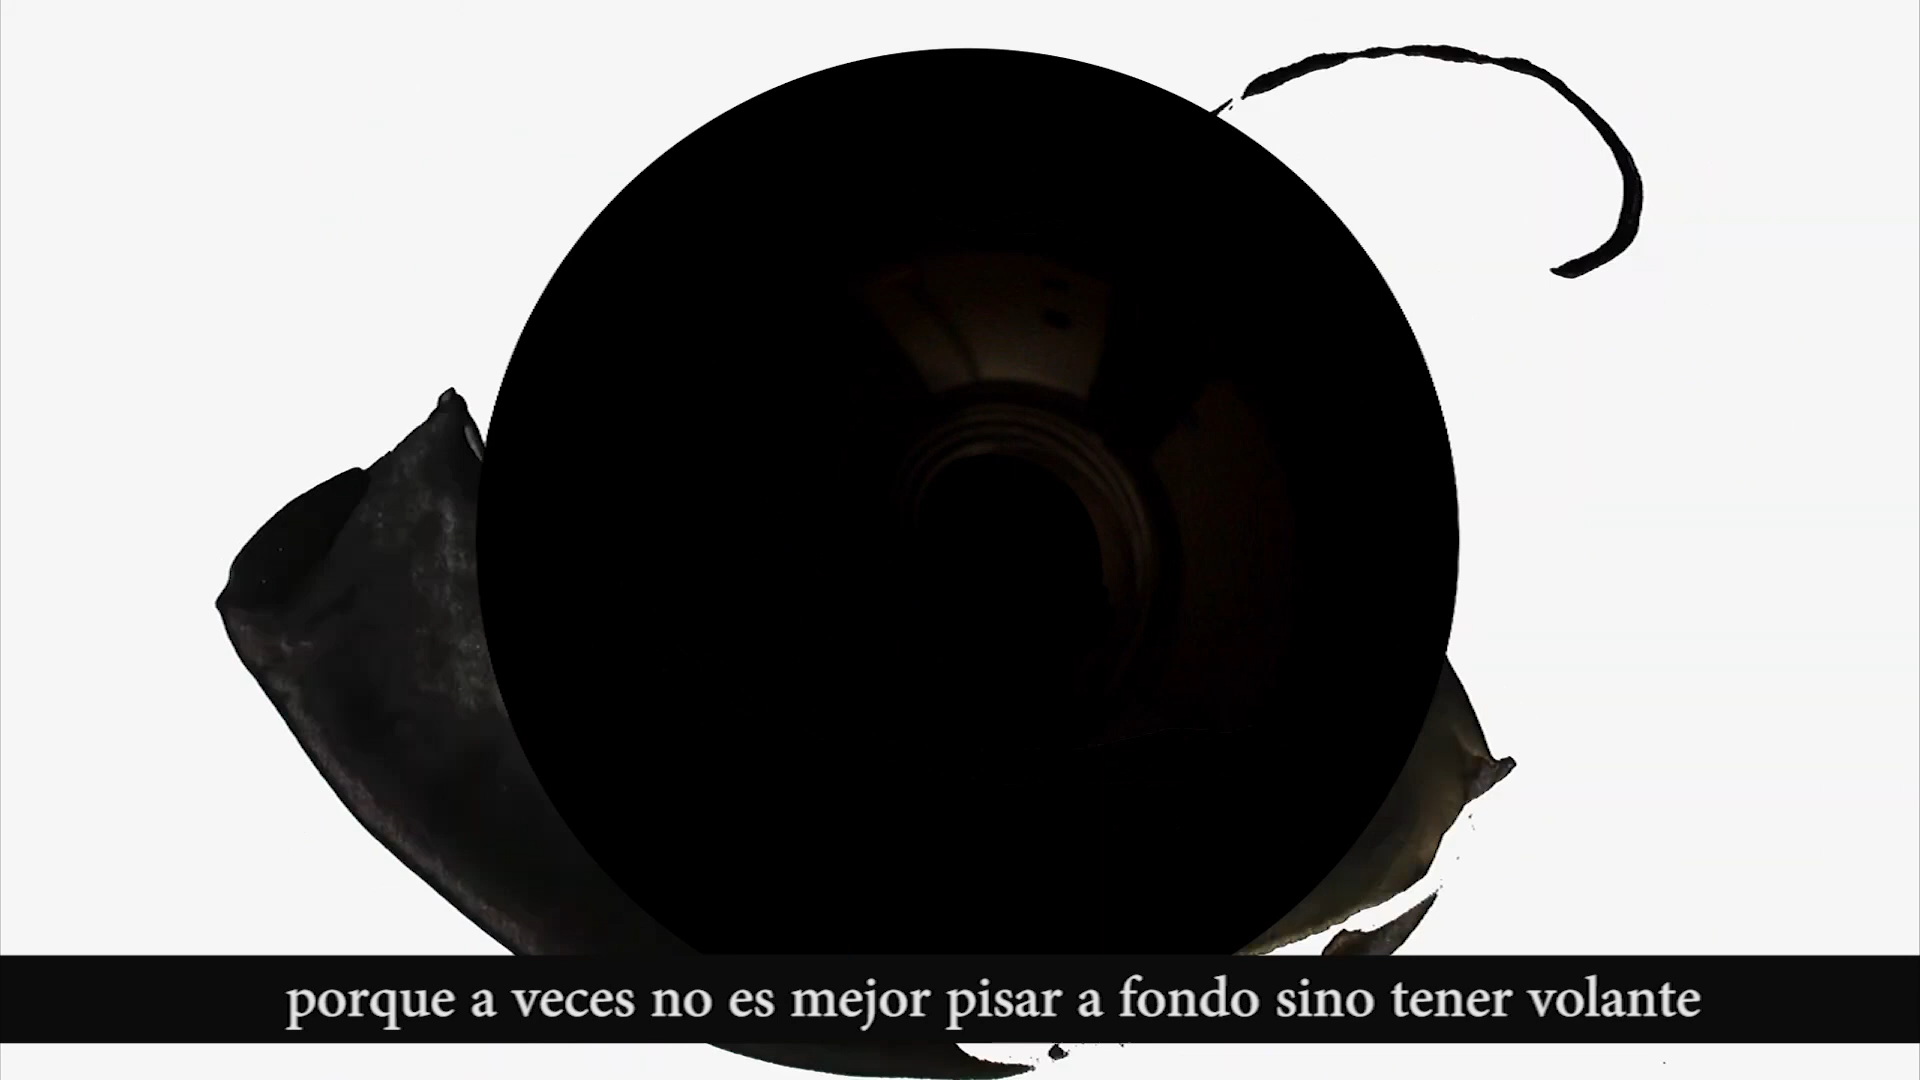 porque a veces no es mejor pisar a fondo sino tener volante